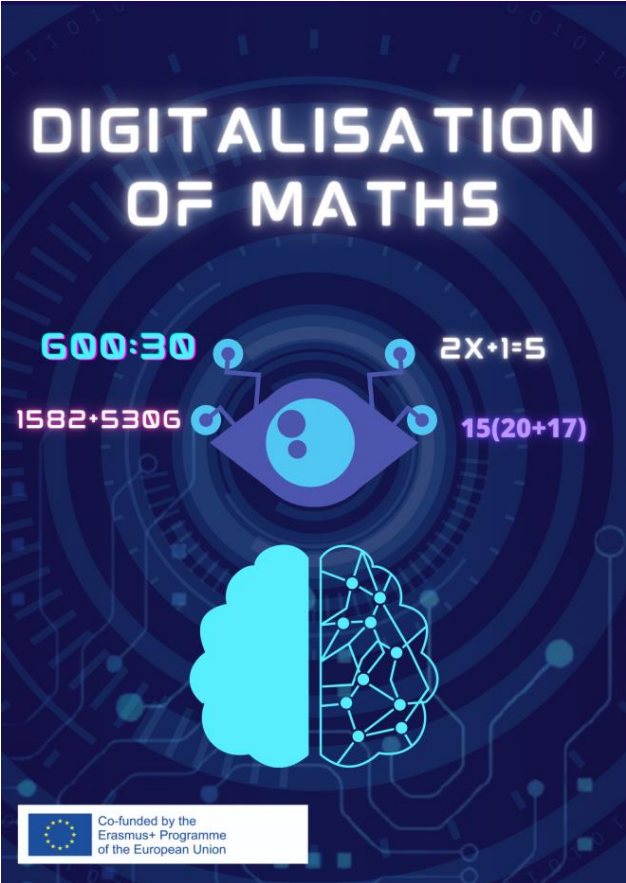 DIGITALISATION
OF MATHS
600:30
2X+1=5
1582+5306
15(20+17)
Co-funded by the
Erasmus+ Programme
of the European Union